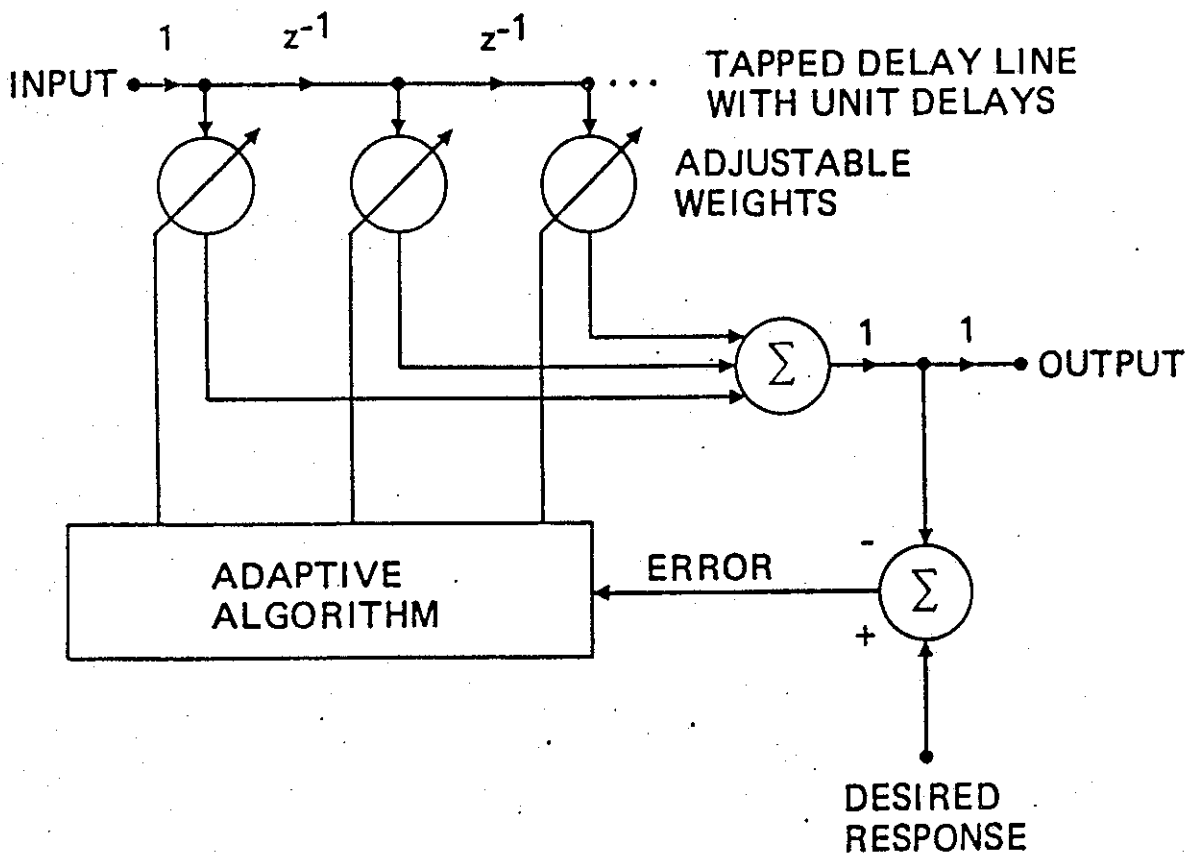 1 z⁻¹ z⁻¹
INPUT ... TAPPED DELAY LINE
WITH UNIT DELAYS
ADJUSTABLE
WEIGHTS
Σ 1 1 OUTPUT
ADAPTIVE
ALGORITHM
ERROR
-
Σ
+
DESIRED
RESPONSE